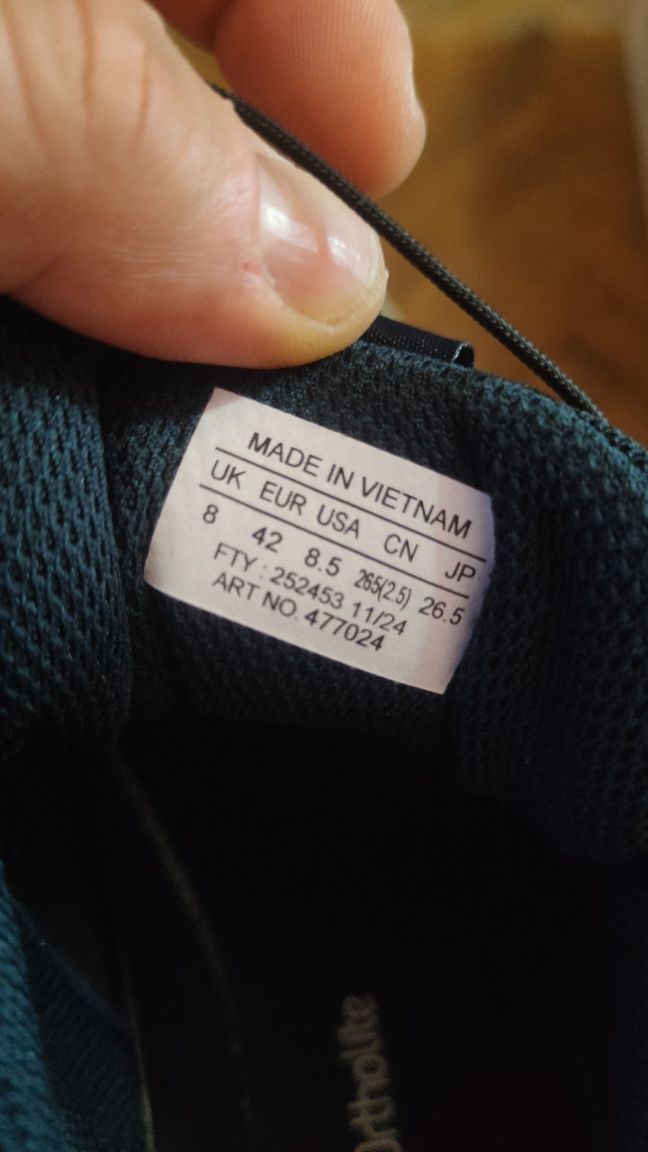 MADE IN VIETNAM
UK EUR USA CN JP
8 42 8.5 265(2.5) 26.5
FTY : 252453 11/24
ART NO. 477024
ortholite